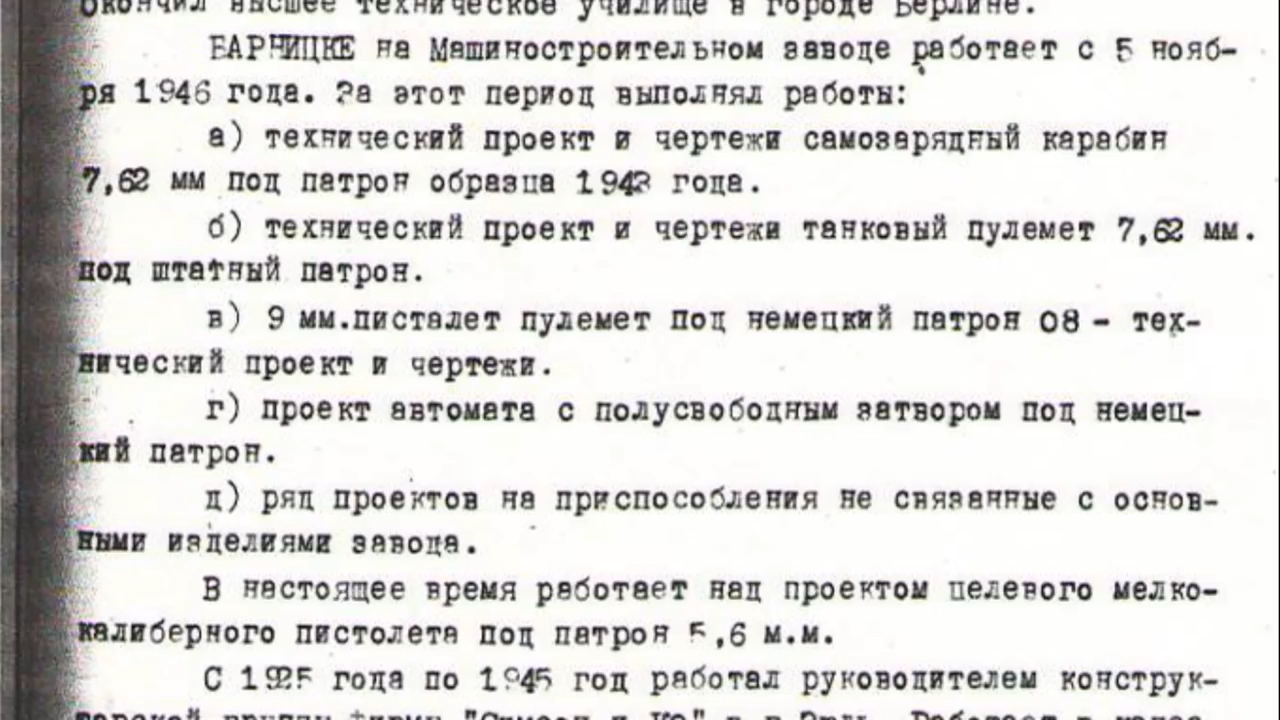 окончил высшее техническое училище в городе Берлине.
БАРНИЦКЕ на Машиностроительном заводе работает с 5 нояб-
ря 1946 года. За этот период выполнял работы:
а) технический проект и чертежи самозарядный карабин
7,62 мм под патрон образца 1943 года.
б) технический проект и чертежи танковый пулемет 7,62 мм.
под штатный патрон.
в) 9 мм.писталет пулемет под немецкий патрон 08 - тех-
нический проект и чертежи.
г) проект автомата с полусвободным затвором под немец-
кий патрон.
д) ряд проектов на приспособления не связанные с основ-
ными изделиями завода.
В настоящее время работает над проектом целевого мелко-
калиберного пистолета под патрон 5,6 м.м.
С 1925 года по 1945 год работал руководителем конструк-